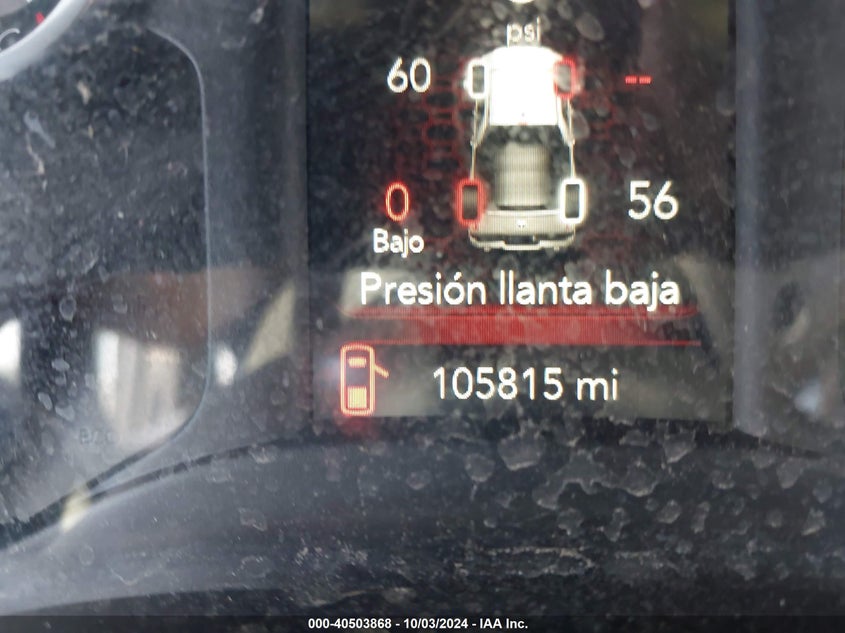 psi
60 --
0 56
Bajo
Presión llanta baja
105815 mi
000-40503868 - 10/03/2024 - IAA Inc.